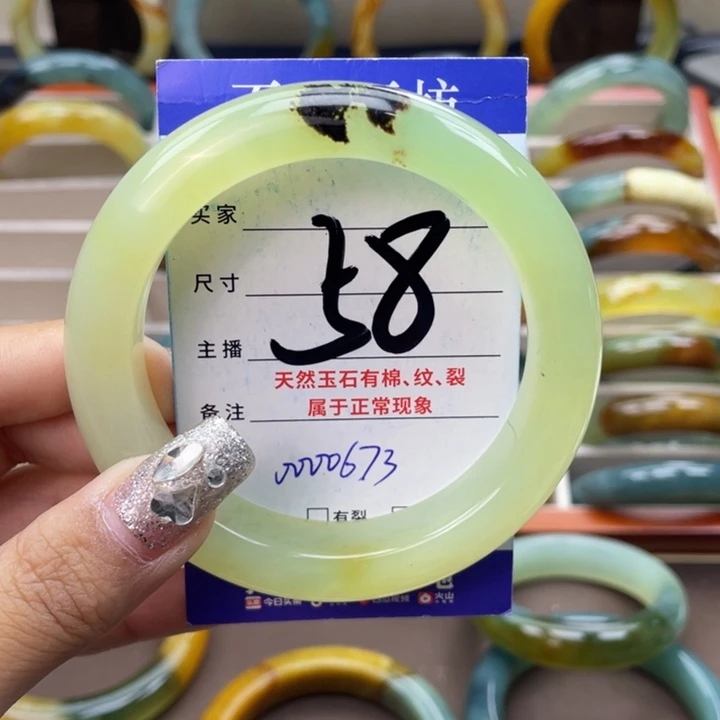 买家
尺寸
58
主播
天然玉石有棉、纹、裂
属于正常现象
备注
0000673
有裂
今日头条
火山